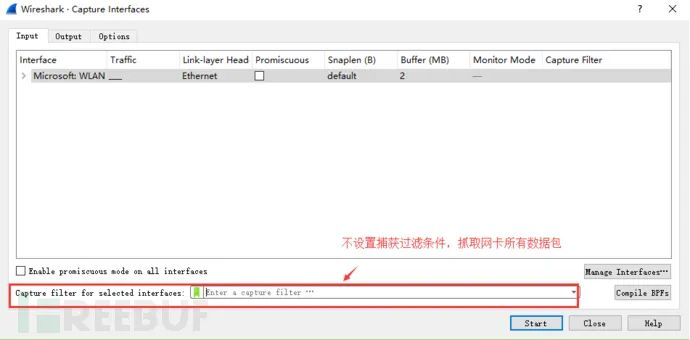 Wireshark · Capture Interfaces
? ×
Input Output Options
Interface Traffic Link-layer Head Promiscuous Snaplen (B) Buffer (MB) Monitor Mode Capture Filter
Microsoft: WLAN Ethernet default 2 —
不设置捕获过滤条件，抓取网卡所有数据包
Enable promiscuous mode on all interfaces
Manage Interfaces…
Capture filter for selected interfaces: Enter a capture filter …
Compile BPFs
REEBUF
Start Close Help